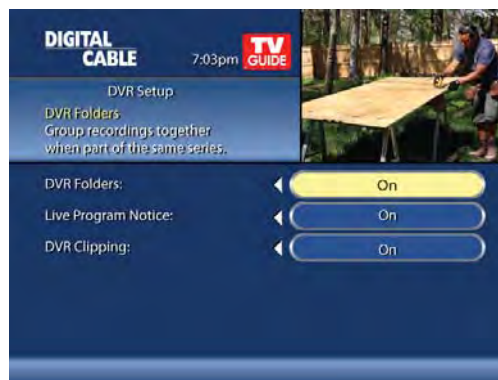 DIGITAL
CABLE
7:03pm
TV
GUIDE
DVR Setup
DVR Folders
Group recordings together
when part of the same series.
DVR Folders:
On
Live Program Notice:
On
DVR Clipping:
On